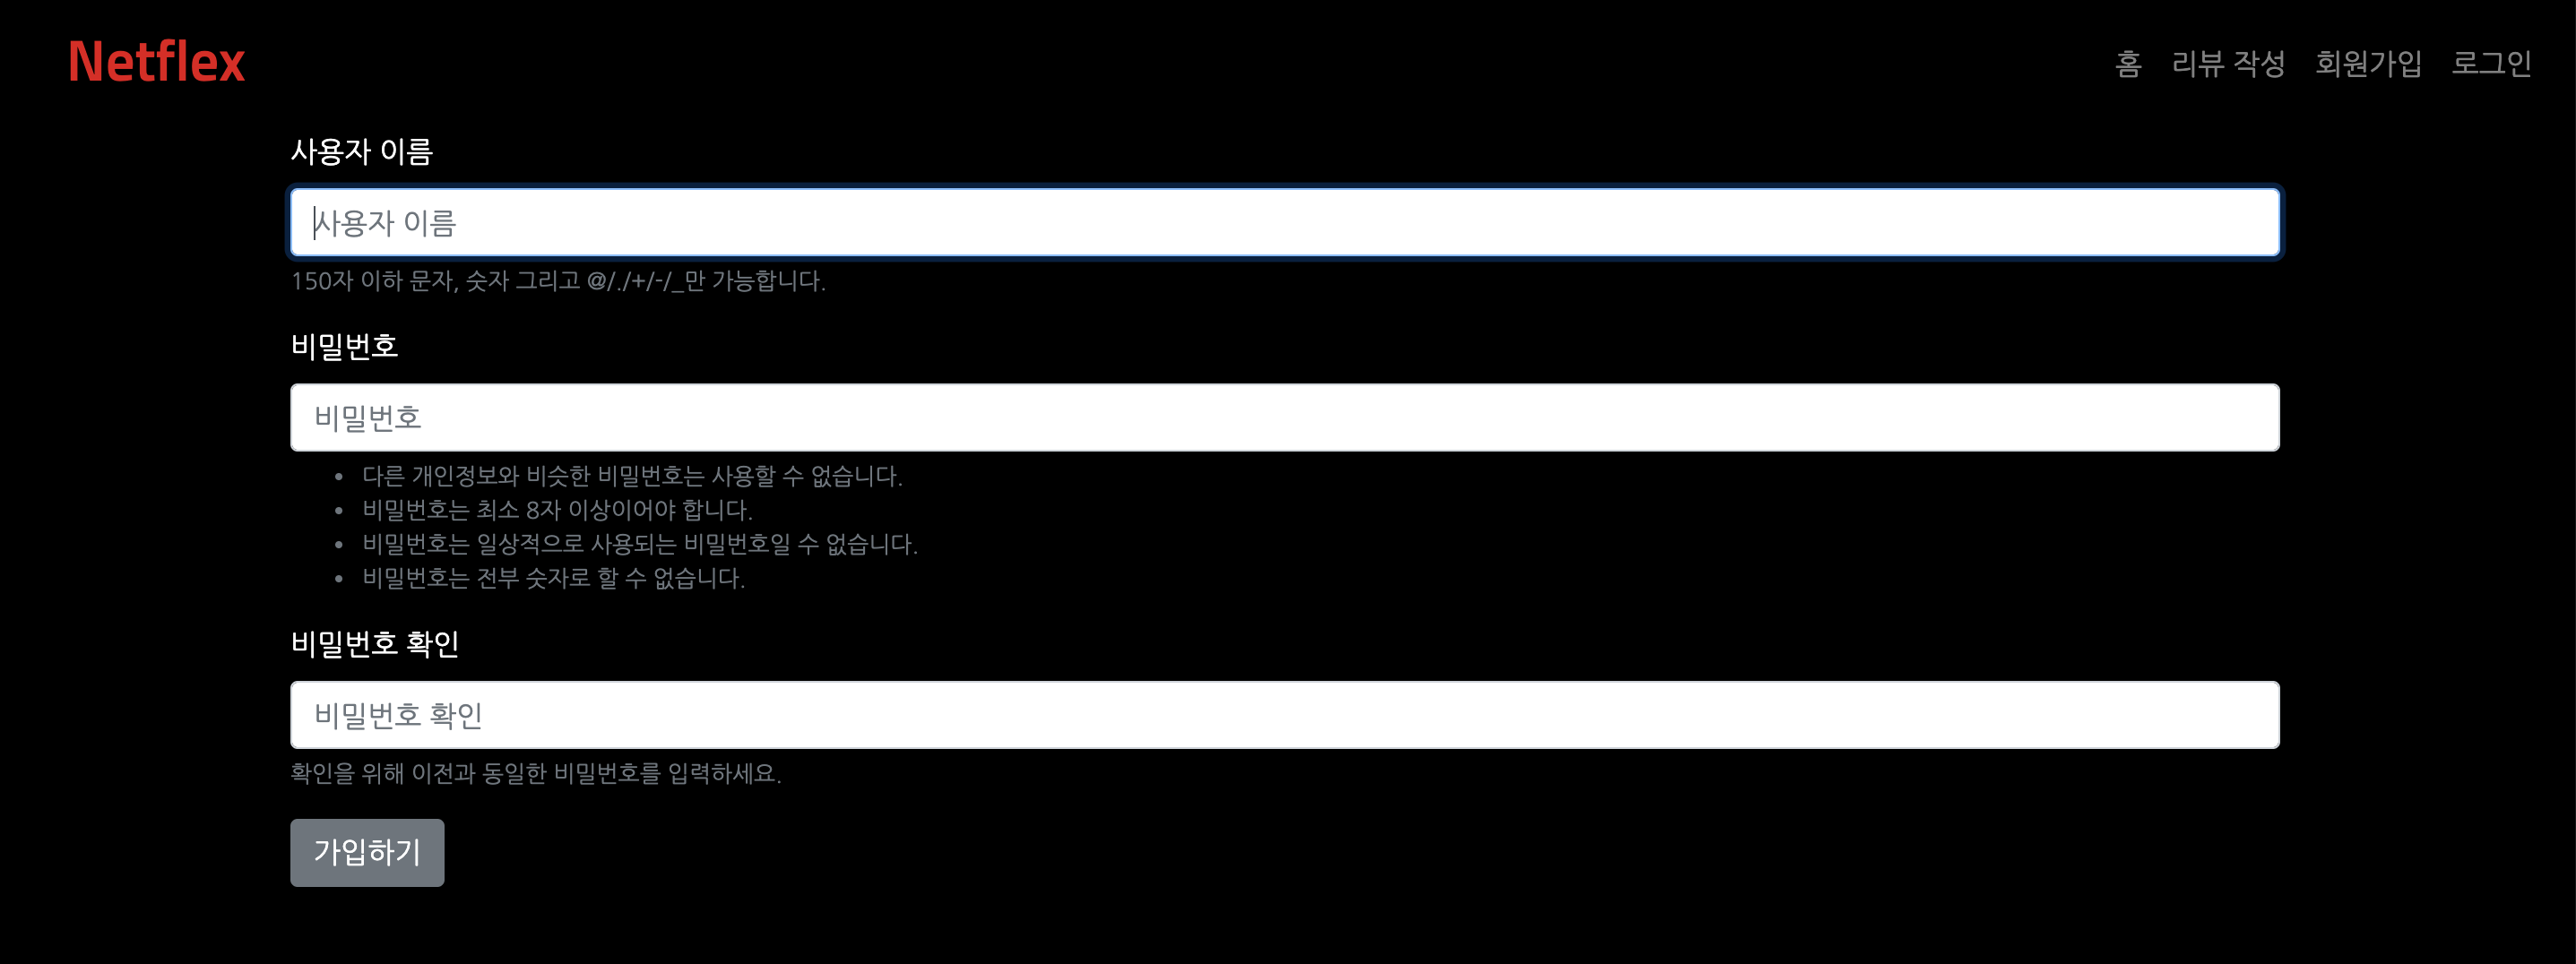 Netflex
홈 리뷰 작성 회원가입 로그인
사용자 이름
사용자 이름
150자 이하 문자, 숫자 그리고 @/./+/-/_만 가능합니다.
비밀번호
비밀번호
• 다른 개인정보와 비슷한 비밀번호는 사용할 수 없습니다.
• 비밀번호는 최소 8자 이상이어야 합니다.
• 비밀번호는 일상적으로 사용되는 비밀번호일 수 없습니다.
• 비밀번호는 전부 숫자로 할 수 없습니다.
비밀번호 확인
비밀번호 확인
확인을 위해 이전과 동일한 비밀번호를 입력하세요.
가입하기